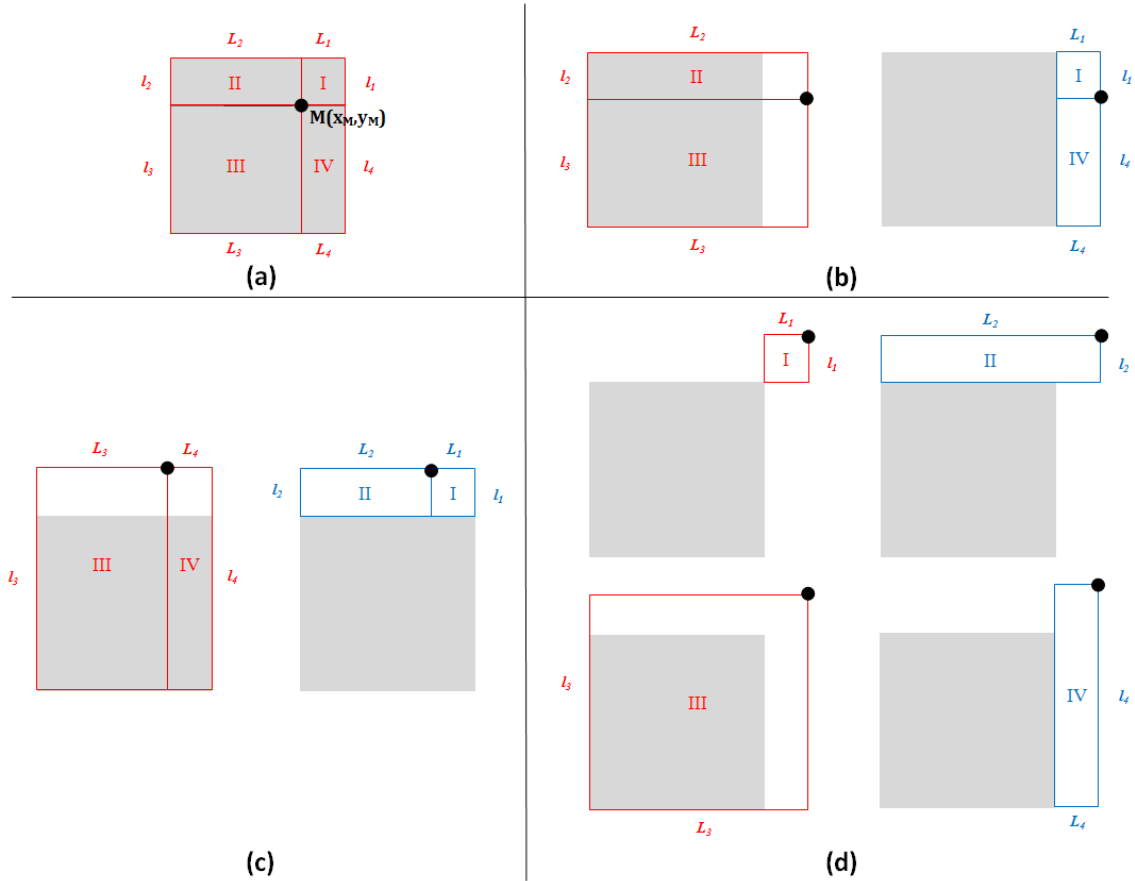 L₂ L₁
l₂ II I l₁
M(xᴍ,yᴍ)
l₃ III IV l₄
L₃ L₄
(a)
L₂
l₂ II
l₃ III
L₃
L₁
I l₁
IV l₄
L₄
(b)
L₃ L₄
l₃ III IV l₄
L₂ L₁
l₂ II I l₁
(c)
L₁
I l₁
L₂
II l₂
l₃ III
L₃
IV l₄
L₄
(d)